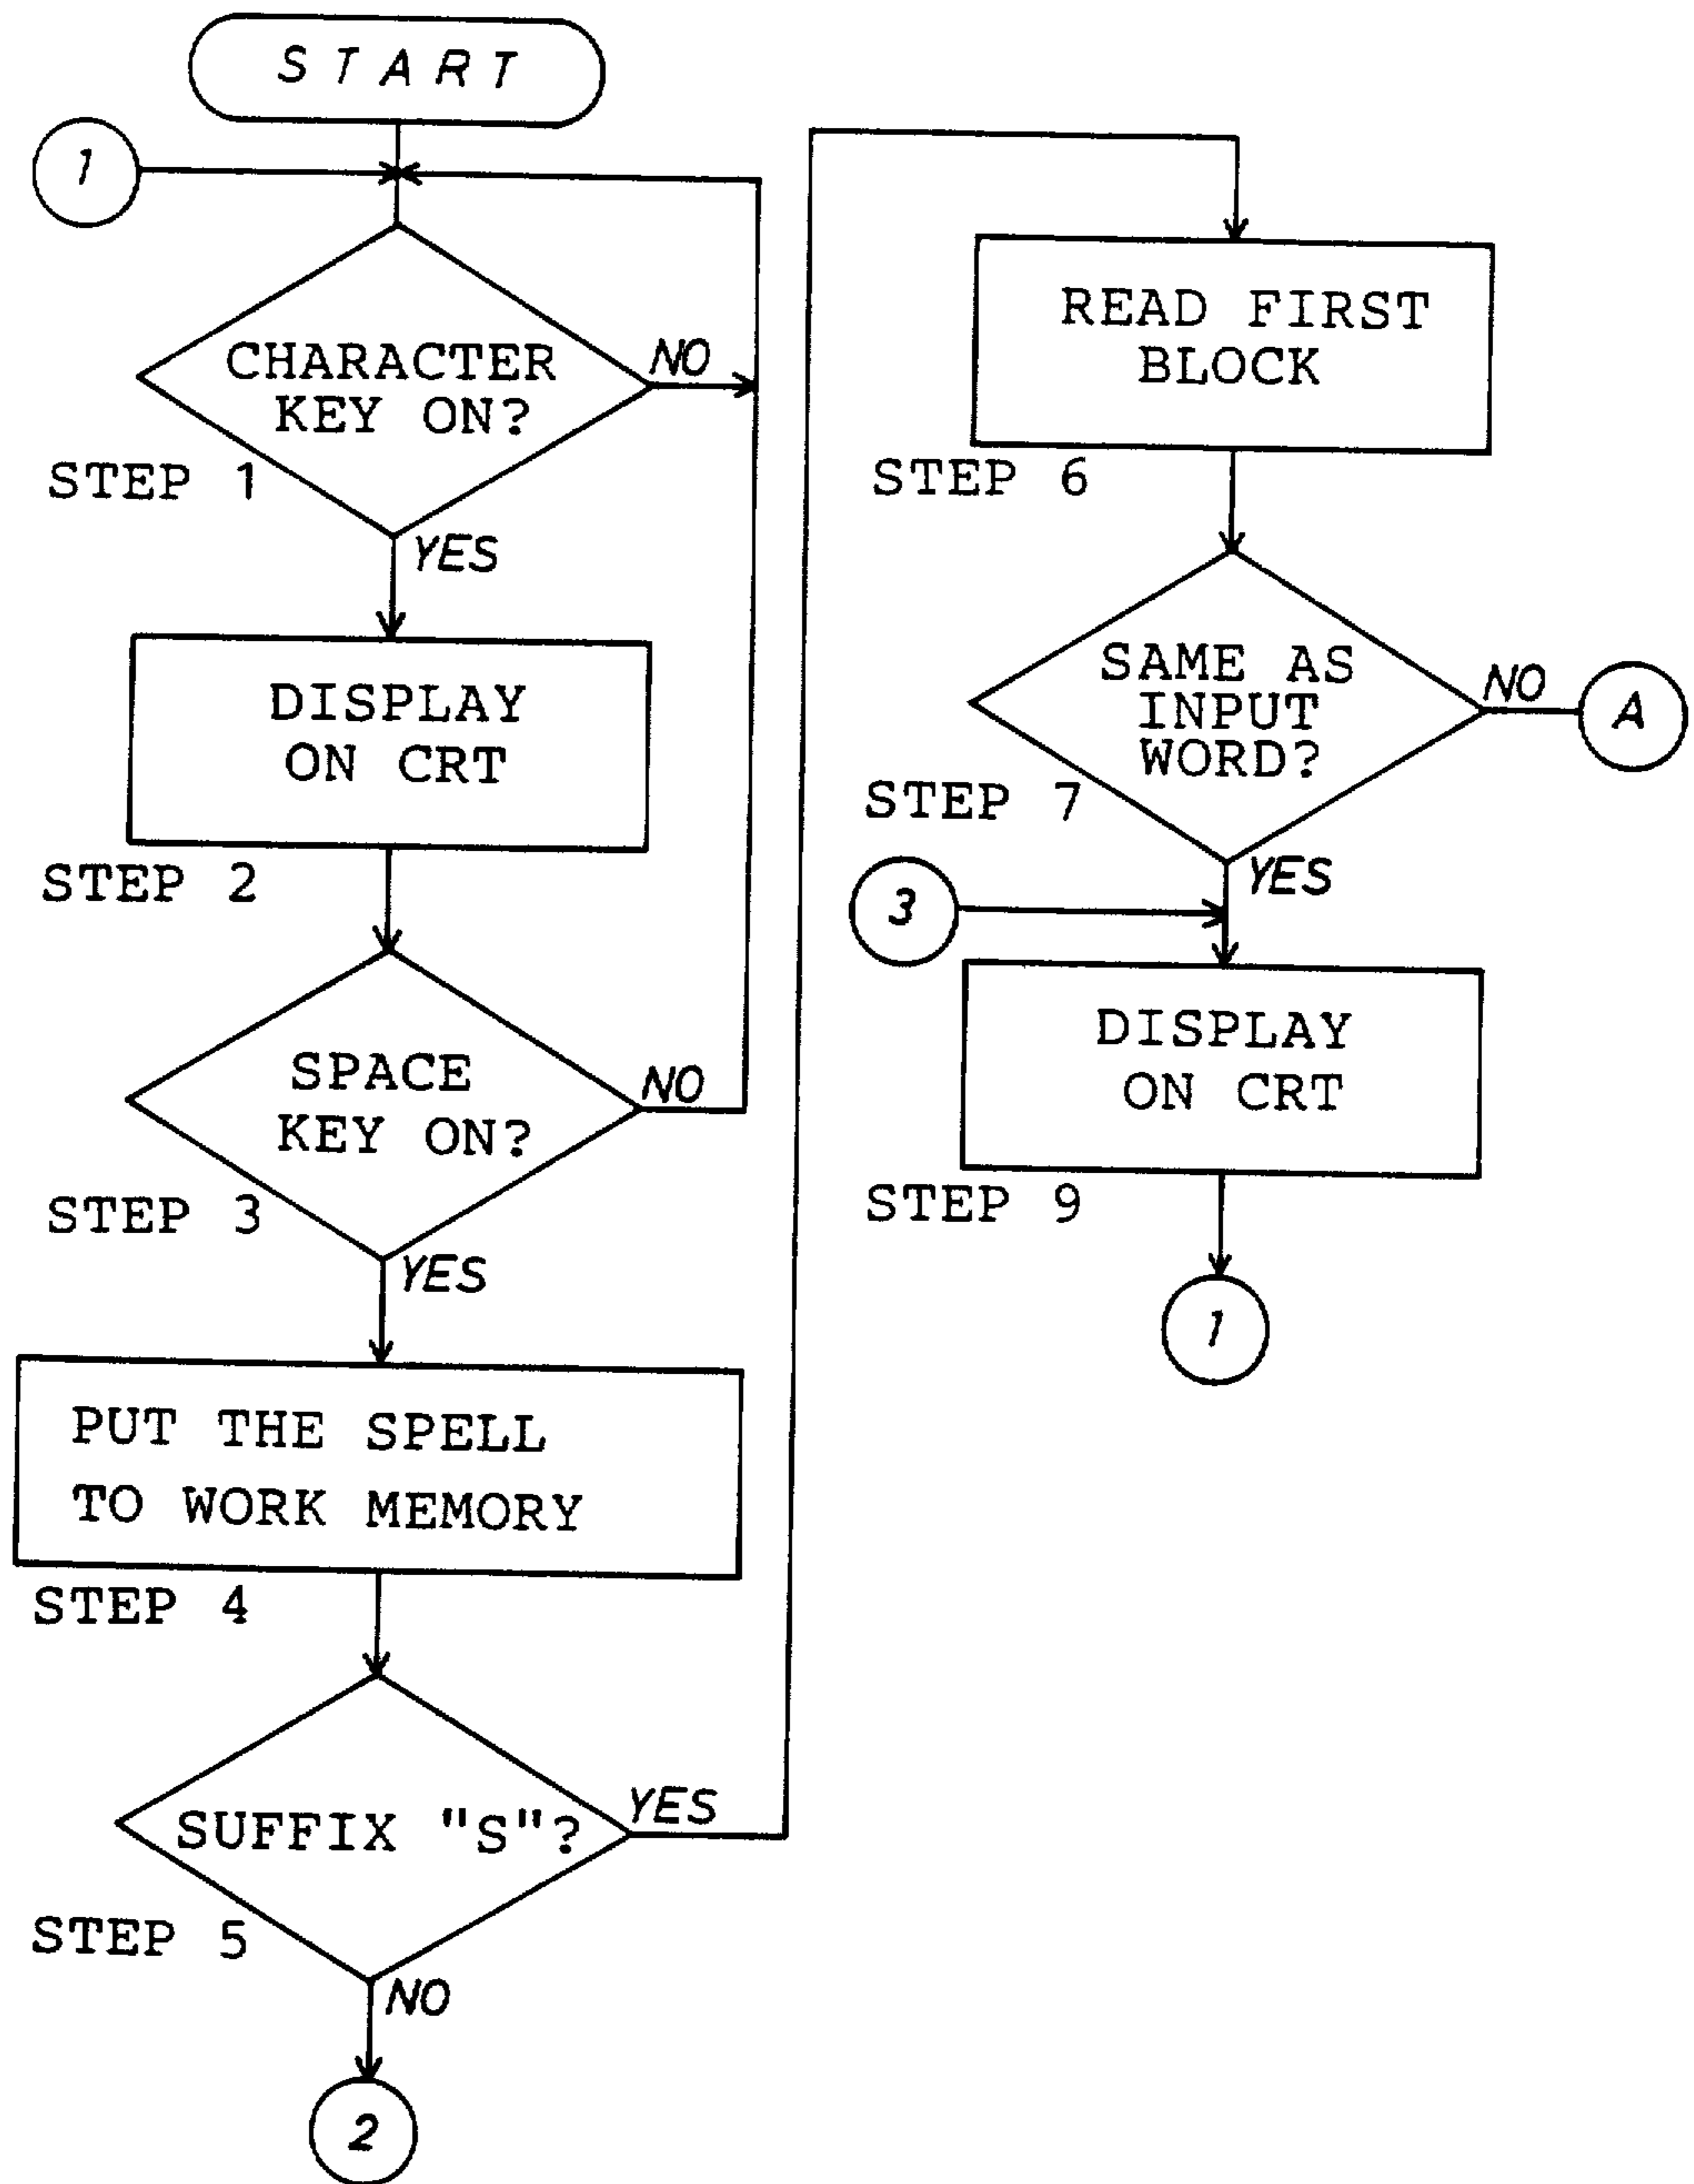 START
1
CHARACTER
KEY ON?
NO
STEP 1
YES
DISPLAY
ON CRT
STEP 2
SPACE
KEY ON?
NO
STEP 3
YES
PUT THE SPELL
TO WORK MEMORY
STEP 4
SUFFIX "S"?
YES
STEP 5
NO
2
READ FIRST
BLOCK
STEP 6
SAME AS
INPUT
WORD?
NO
A
STEP 7
YES
3
DISPLAY
ON CRT
STEP 9
1